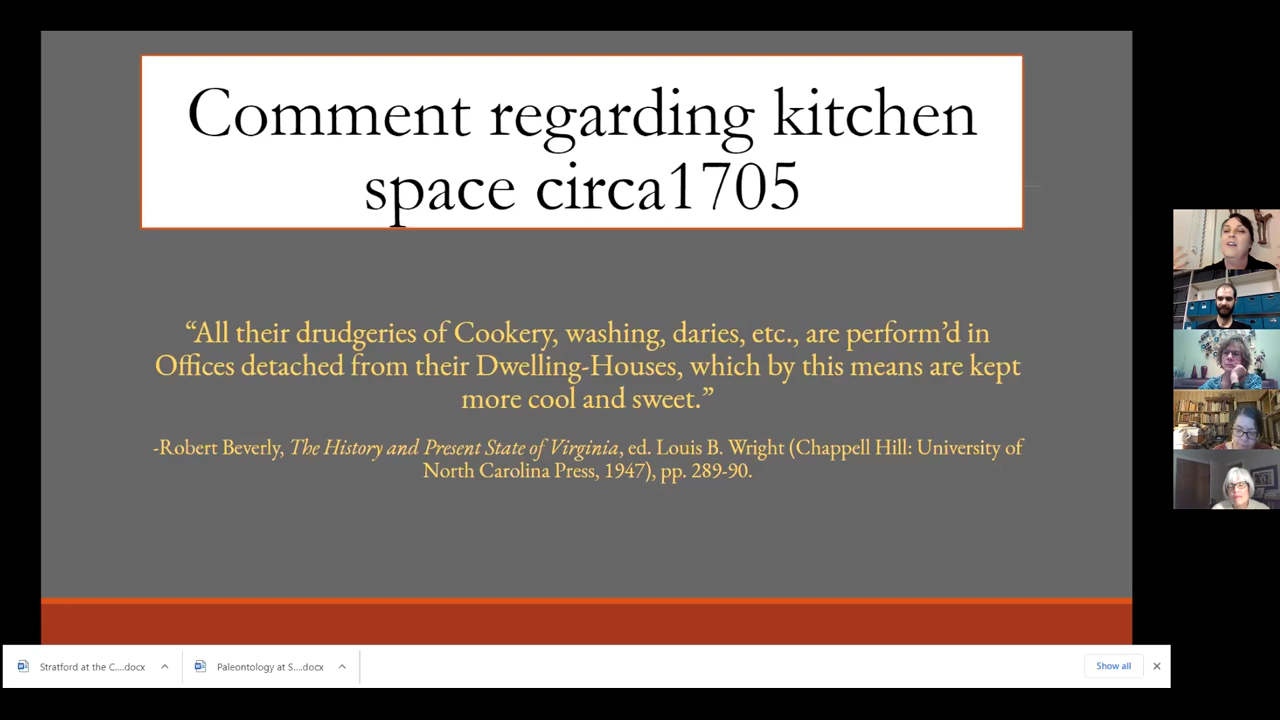 Comment regarding kitchen
space circa1705
“All their drudgeries of Cookery, washing, daries, etc., are perform’d in
Offices detached from their Dwelling-Houses, which by this means are kept
more cool and sweet.”
-Robert Beverly, The History and Present State of Virginia, ed. Louis B. Wright (Chappell Hill: University of
North Carolina Press, 1947), pp. 289-90.
Stratford at the C....docx
Paleontology at S....docx
Show all